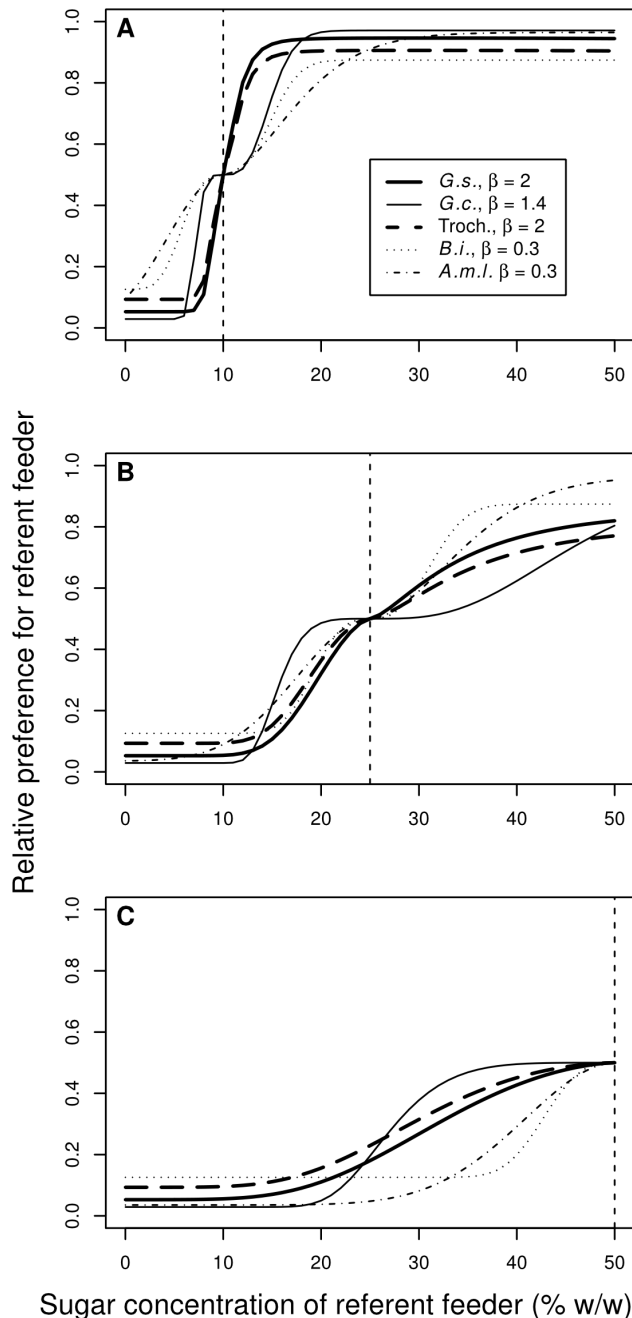 A
1.0
0.8
0.6
0.4
0.2
0.0
G.s., β = 2
G.c., β = 1.4
Troch., β = 2
B.i., β = 0.3
A.m.l. β = 0.3
0 10 20 30 40 50
Relative preference for referent feeder
B
1.0
0.8
0.6
0.4
0.2
0.0
0 10 20 30 40 50
C
1.0
0.8
0.6
0.4
0.2
0.0
0 10 20 30 40 50
Sugar concentration of referent feeder (% w/w)